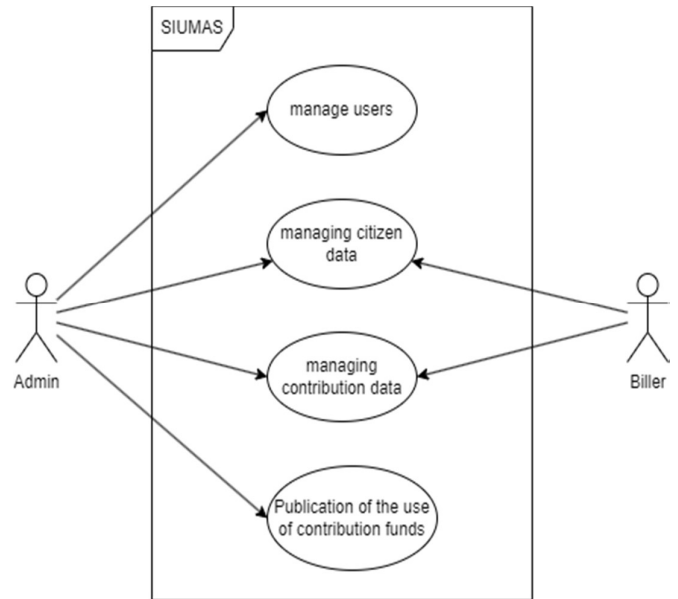 SIUMAS
manage users
managing citizen
data
Admin
managing
contribution data
Biller
Publication of the use
of contribution funds